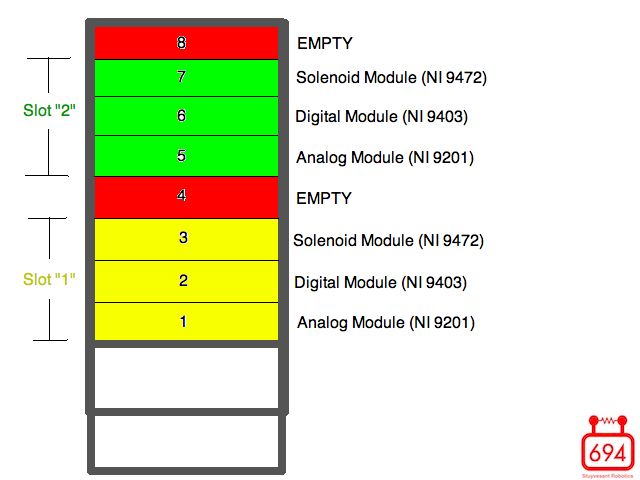 8 EMPTY
7 Solenoid Module (NI 9472)
Slot "2"
6 Digital Module (NI 9403)
5 Analog Module (NI 9201)
4 EMPTY
3 Solenoid Module (NI 9472)
Slot "1"
2 Digital Module (NI 9403)
1 Analog Module (NI 9201)
694
Stuyvesant Robotics